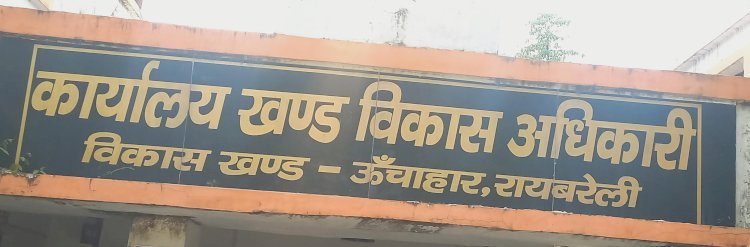 कार्यालय खण्ड विकास अधिकारी
विकास खण्ड - ऊँचाहार, रायबरेली